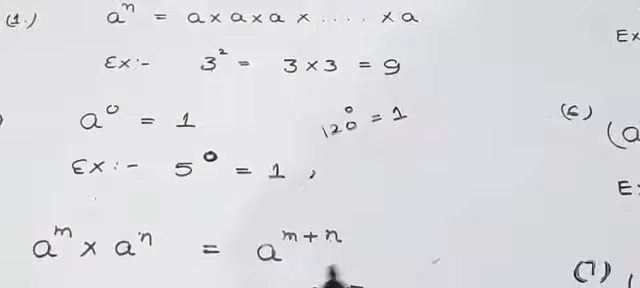 (1.) aⁿ = a × a × a × ..... × a
Ex:- 3² = 3 × 3 = 9
a⁰ = 1
120⁰ = 1
Ex:- 5⁰ = 1,
aᵐ × aⁿ = aᵐ⁺ⁿ
Ex
(6) (a
E:
(7)